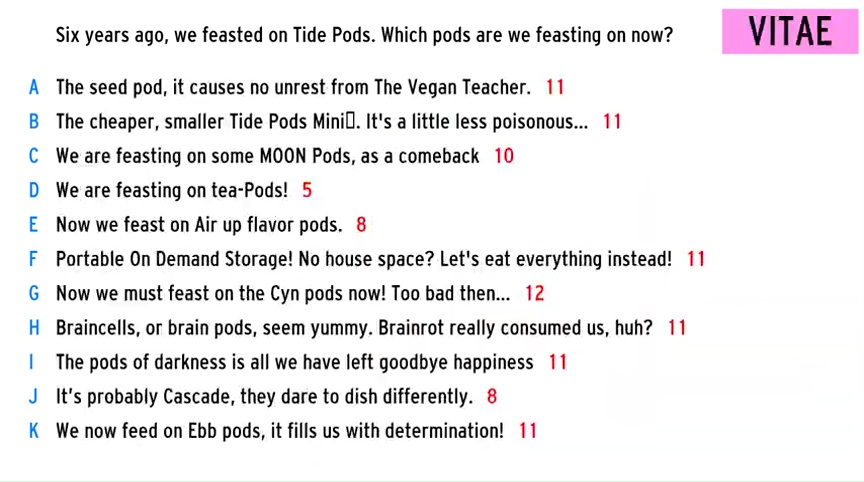 Six years ago, we feasted on Tide Pods. Which pods are we feasting on now?
VITAE
A The seed pod, it causes no unrest from The Vegan Teacher. 11
B The cheaper, smaller Tide Pods Mini▯. It's a little less poisonous... 11
C We are feasting on some MOON Pods, as a comeback 10
D We are feasting on tea-Pods! 5
E Now we feast on Air up flavor pods. 8
F Portable On Demand Storage! No house space? Let's eat everything instead! 11
G Now we must feast on the Cyn pods now! Too bad then... 12
H Braincells, or brain pods, seem yummy. Brainrot really consumed us, huh? 11
I The pods of darkness is all we have left goodbye happiness 11
J It's probably Cascade, they dare to dish differently. 8
K We now feed on Ebb pods, it fills us with determination! 11